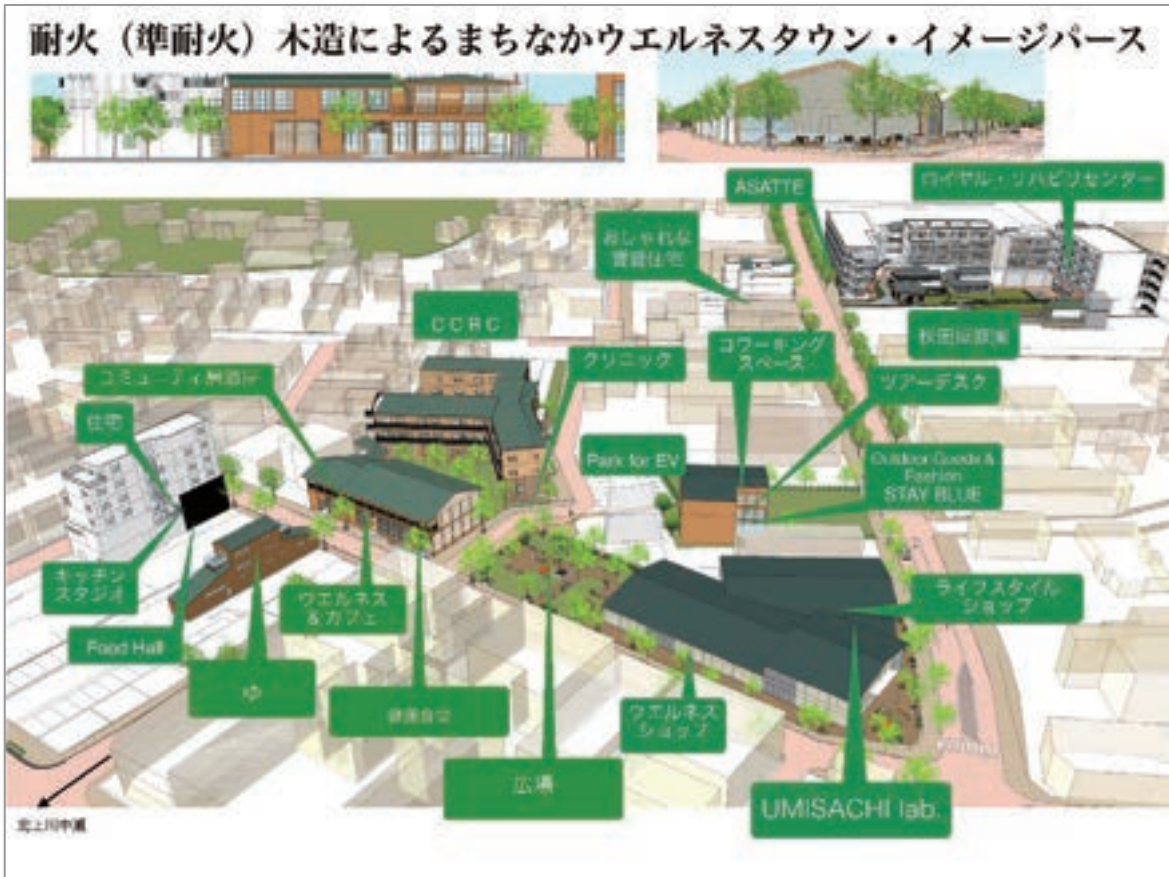 耐火（準耐火）木造によるまちなかウエルネスタウン・イメージパース
ASATTE
ロイヤル・リハビリセンター
おしゃれな
賃貸住宅
CCRC
クリニック
コワーキング
スペース
ツアーデスク
住宅
Park for EV
Outdoor Goods &
Fashion
STAY BLUE
キッチン
スタジオ
Food Hall
ゆ
ウエルネス
&カフェ
ウエルネス
ショップ
ライフスタイル
ショップ
広場
UMISACHI lab.
北上川中瀬